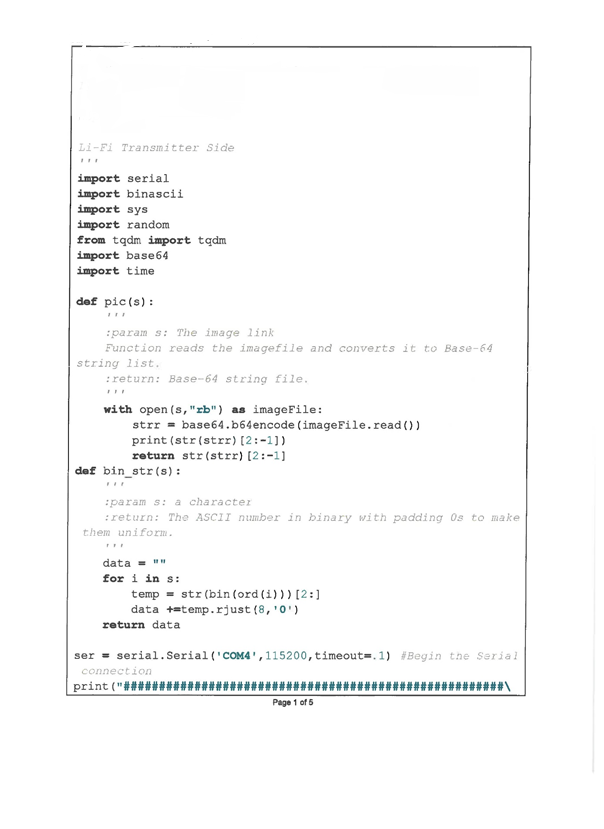 Li-Fi Transmitter Side
'''
import serial
import binascii
import sys
import random
from tqdm import tqdm
import base64
import time

def pic(s):
    '''
    :param s: The image link
    Function reads the imagefile and converts it to Base-64
string list.
    :return: Base-64 string file.
    '''
    with open(s,"rb") as imageFile:
        strr = base64.b64encode(imageFile.read())
        print(str(strr)[2:-1])
        return str(strr)[2:-1]
def bin_str(s):
    '''
    :param s: a character
    :return: The ASCII number in binary with padding 0s to make
them uniform.
    '''
    data = ""
    for i in s:
        temp = str(bin(ord(i)))[2:]
        data +=temp.rjust(8,'0')
    return data

ser = serial.Serial('COM4',115200,timeout=.1) #Begin the Serial
connection
print("######################################################\
Page 1 of 5